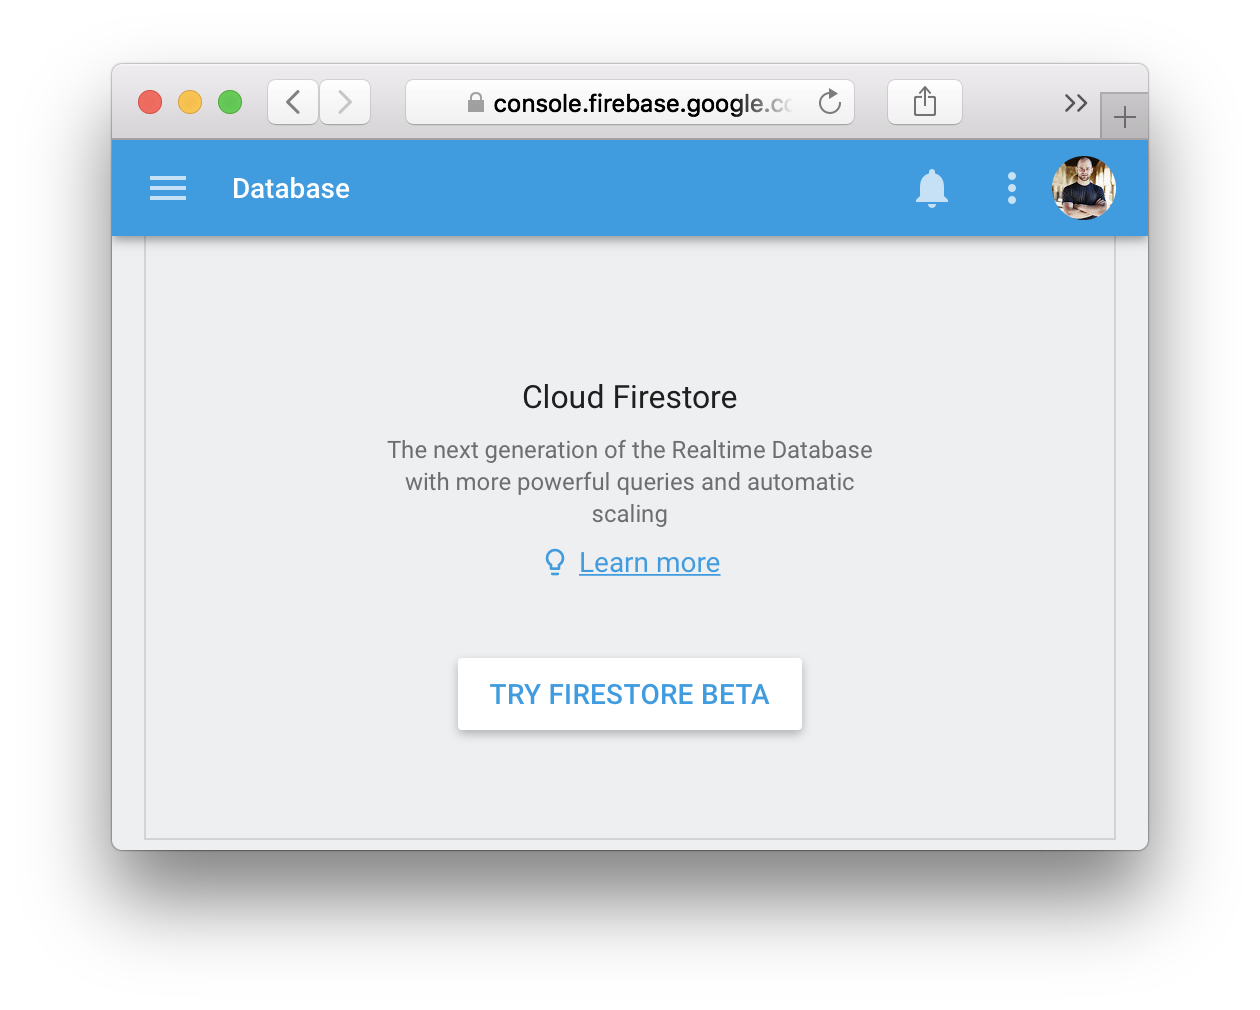 console.firebase.google.co
Database
Cloud Firestore
The next generation of the Realtime Database
with more powerful queries and automatic
scaling
Learn more
TRY FIRESTORE BETA